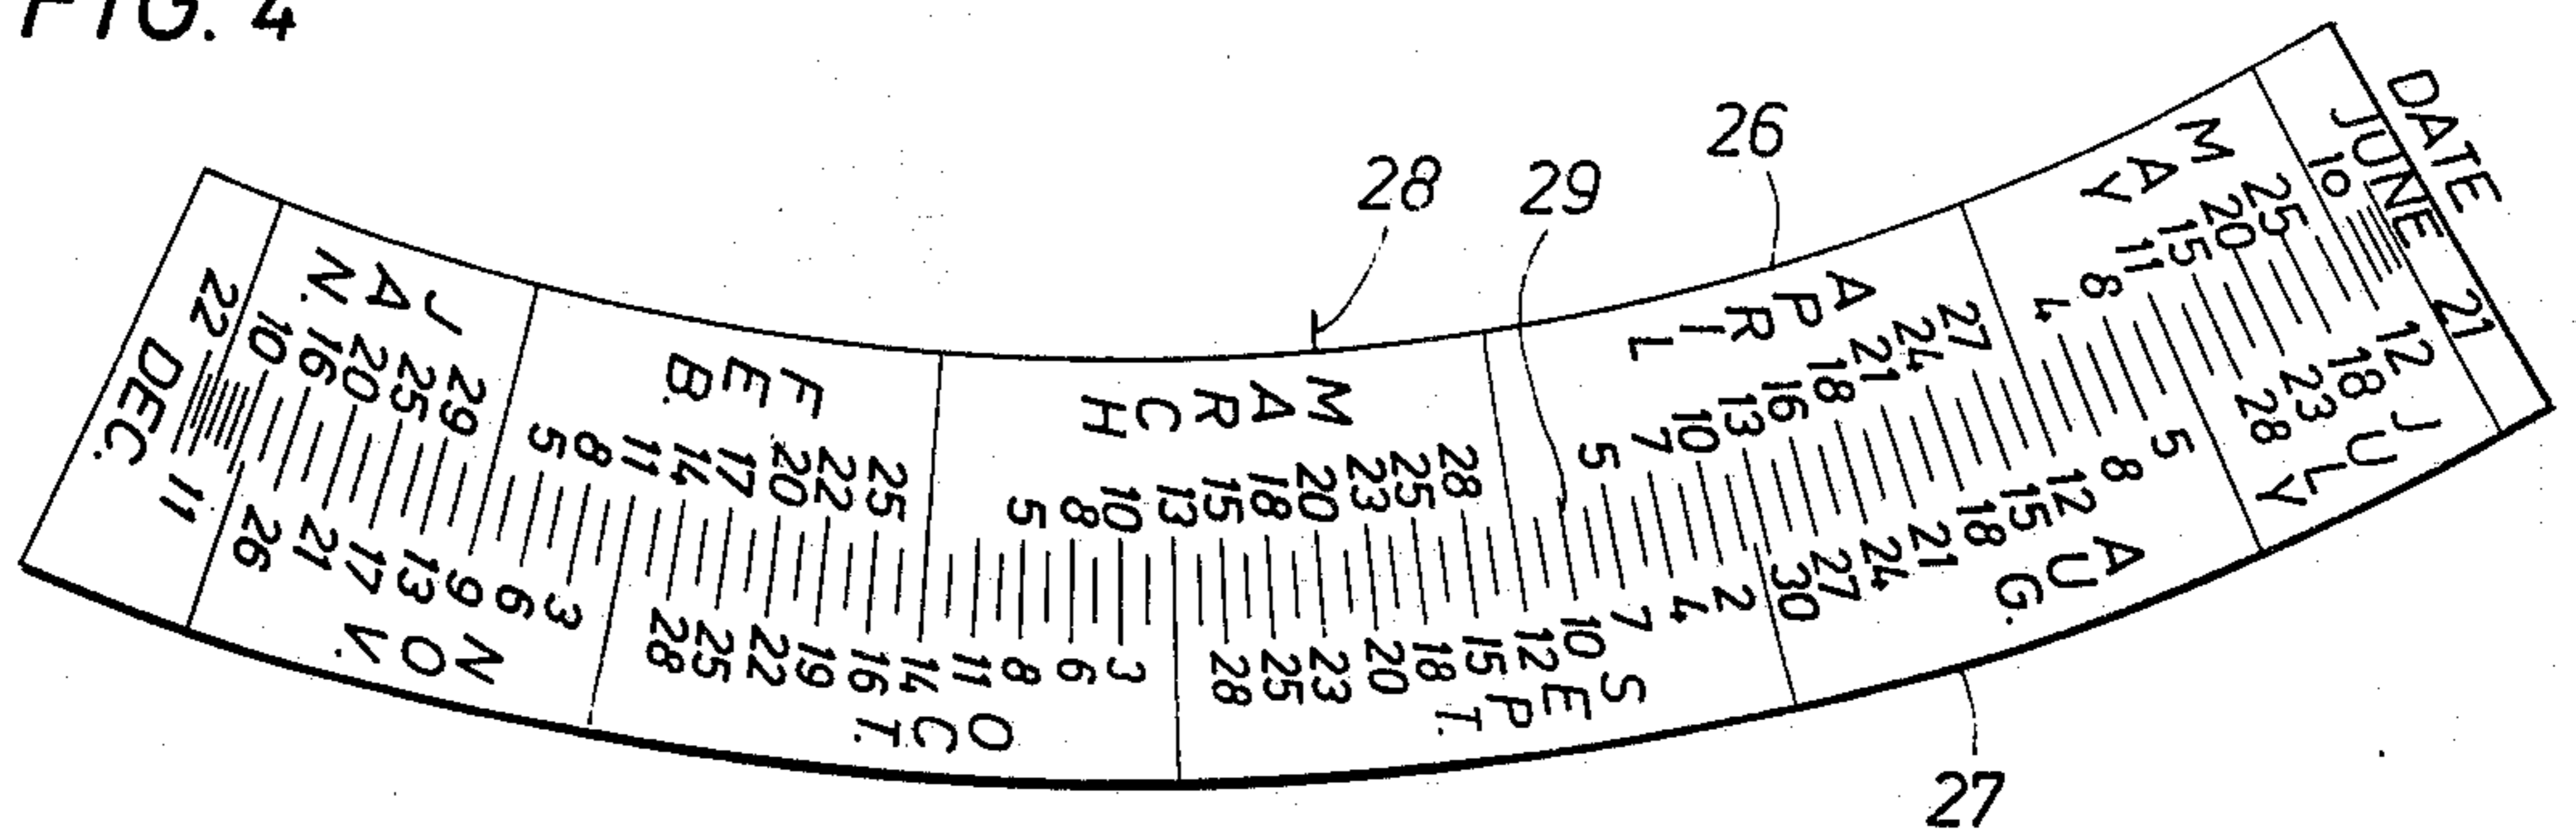 FIG. 4
28
29
26
27
DATE
21
DEC.
22
JAN.
10 16 20 25 29
FEB.
5 8 11 14 17 20 22 25
MARCH
5 8 10 13 15 18 20 23 25 28
APRIL
5 7 10 13 16 18 21 24 27
MAY
4 8 11 15 20 25
JUNE
10
11
26 21 17 13 9 6 3
NOV.
28 25 22 19 16 14 11 8 6 3
OCT.
28 25 23 20 18 15 12 10 7 4 2
SEPT.
30 27 24 21 18 15 12 8 5
AUG.
28 23 18 12
JULY